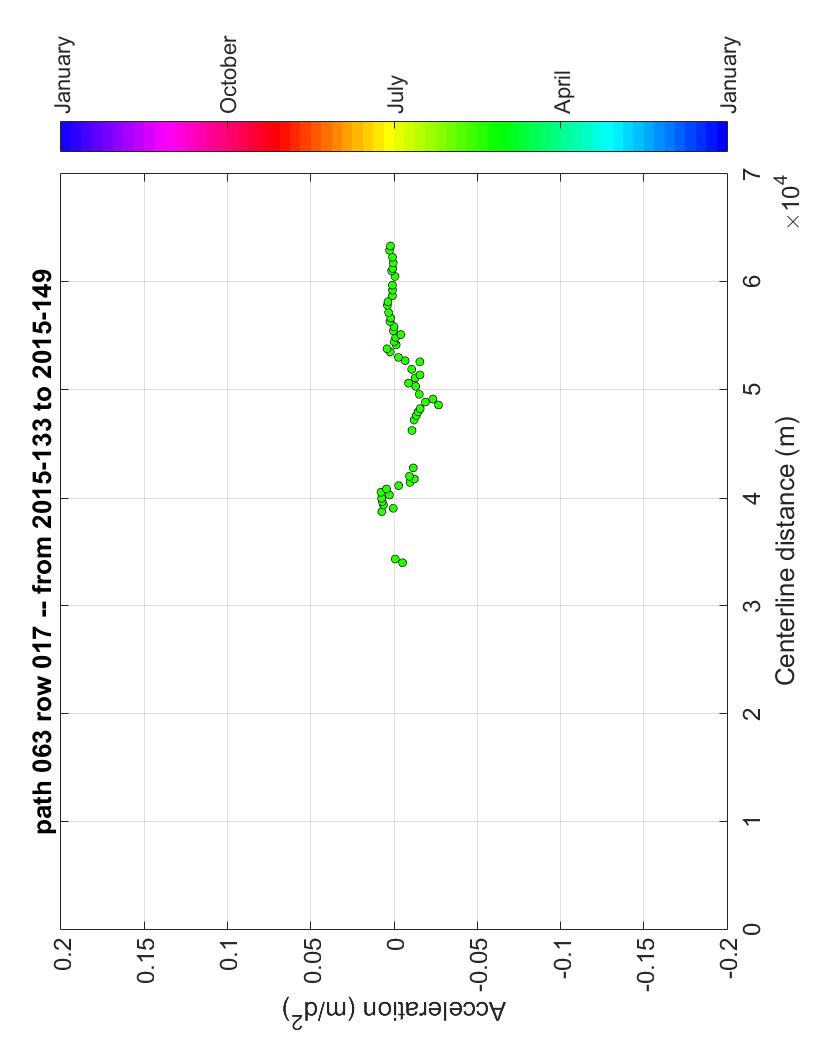 path 063 row 017 -- from 2015-133 to 2015-149
0.2
0.15
0.1
0.05
0
-0.05
-0.1
-0.15
-0.2
Acceleration (m/d²)
0 1 2 3 4 5 6 7
×10⁴
Centerline distance (m)
January
October
July
April
January